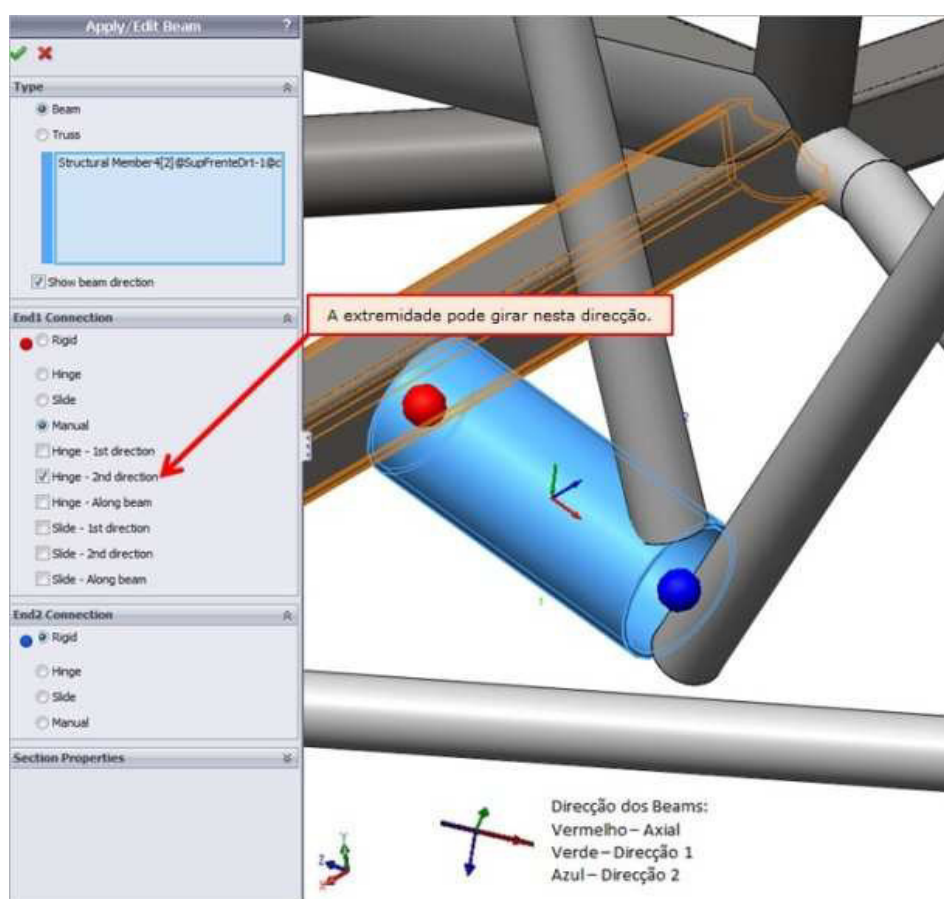 Apply/Edit Beam ?
Type
Beam
Truss
Structural Member4[2]@SupFrenteDrt-1@c
Show beam direction
End1 Connection
Rigid
Hinge
Slide
Manual
Hinge - 1st direction
Hinge - 2nd direction
Hinge - Along beam
Slide - 1st direction
Slide - 2nd direction
Slide - Along beam
End2 Connection
Rigid
Hinge
Slide
Manual
Section Properties
A extremidade pode girar nesta direcção.
2
1
Y
Z
X
Direcção dos Beams:
Vermelho – Axial
Verde – Direcção 1
Azul – Direcção 2